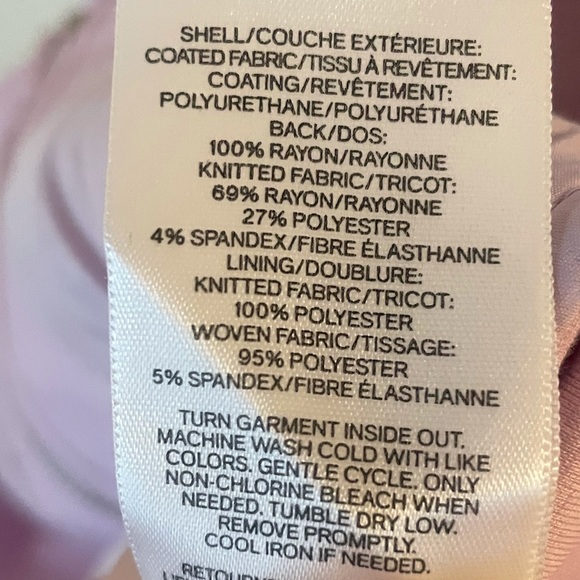 SHELL/COUCHE EXTÉRIEURE:
COATED FABRIC/TISSU À REVÊTEMENT:
COATING/REVÊTEMENT:
POLYURETHANE/POLYURÉTHANE
BACK/DOS:
100% RAYON/RAYONNE
KNITTED FABRIC/TRICOT:
69% RAYON/RAYONNE
27% POLYESTER
4% SPANDEX/FIBRE ÉLASTHANNE
LINING/DOUBLURE:
KNITTED FABRIC/TRICOT:
100% POLYESTER
WOVEN FABRIC/TISSAGE:
95% POLYESTER
5% SPANDEX/FIBRE ÉLASTHANNE
TURN GARMENT INSIDE OUT.
MACHINE WASH COLD WITH LIKE
COLORS. GENTLE CYCLE. ONLY
NON-CHLORINE BLEACH WHEN
NEEDED. TUMBLE DRY LOW.
REMOVE PROMPTLY.
COOL IRON IF NEEDED.